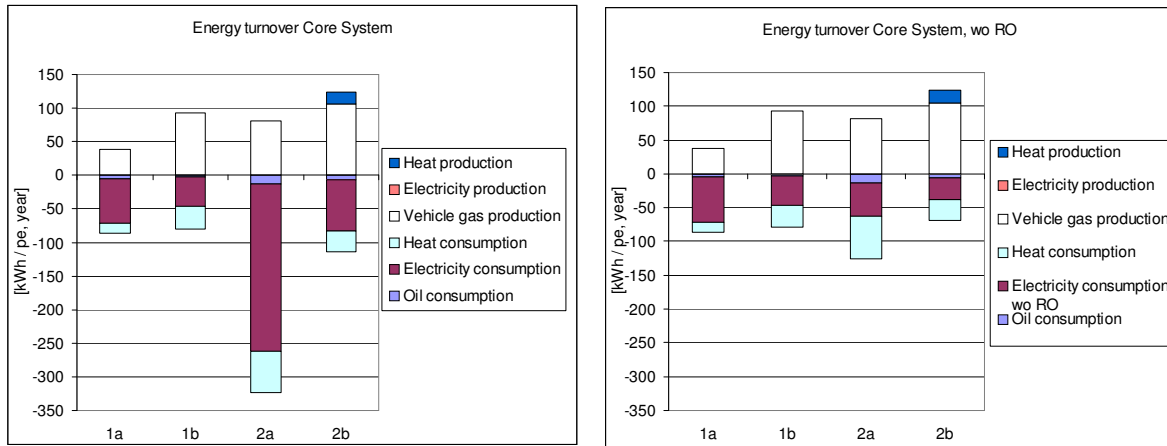 Energy turnover Core System
150
100
50
0
-50
-100
-150
-200
-250
-300
-350
[kWh / pe, year]
1a 1b 2a 2b
Heat production
Electricity production
Vehicle gas production
Heat consumption
Electricity consumption
Oil consumption
Energy turnover Core System, wo RO
150
100
50
0
-50
-100
-150
-200
-250
-300
-350
[kWh / pe, year]
1a 1b 2a 2b
Heat production
Electricity production
Vehicle gas production
Heat consumption
Electricity consumption
wo RO
Oil consumption